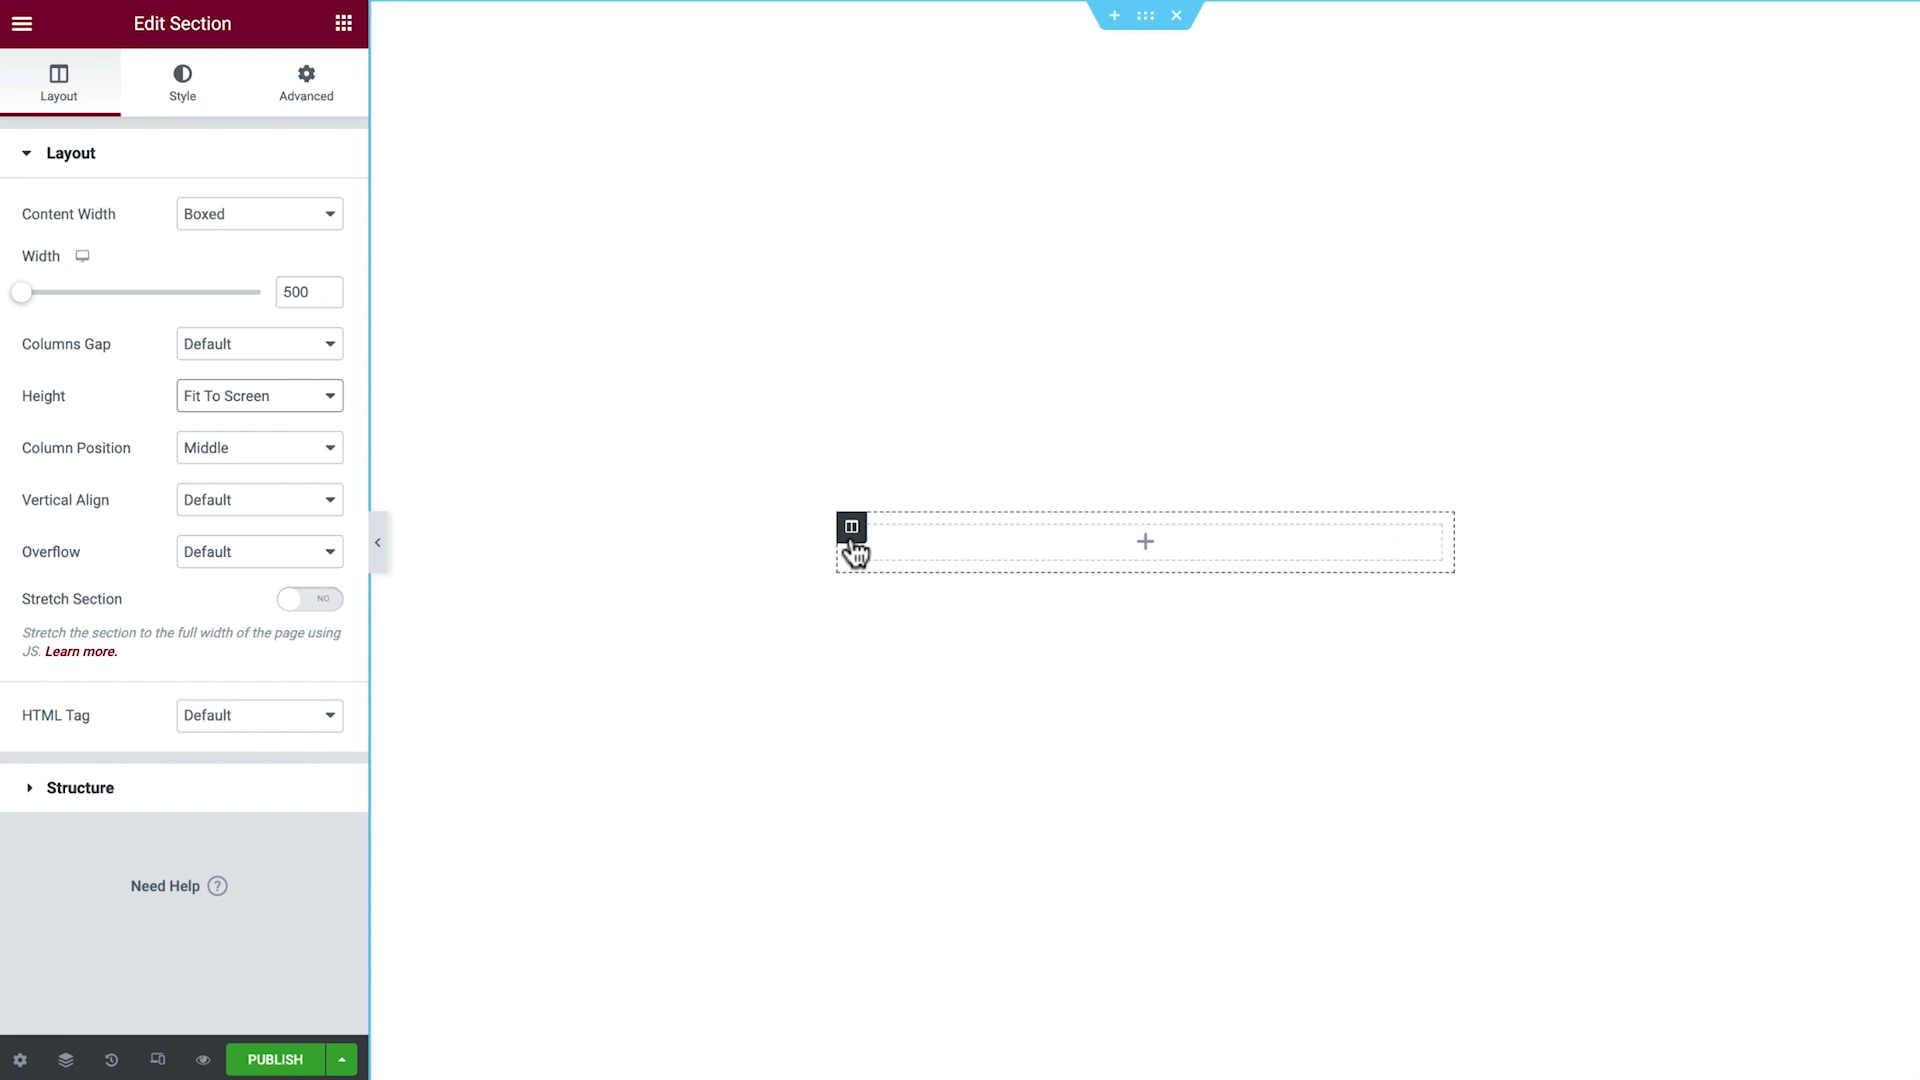 Edit Section
Layout
Style
Advanced
Layout
Content Width
Boxed
Width
500
Columns Gap
Default
Height
Fit To Screen
Column Position
Middle
Vertical Align
Default
Overflow
Default
Stretch Section
NO
Stretch the section to the full width of the page using
JS. Learn more.
HTML Tag
Default
Structure
Need Help ?
PUBLISH